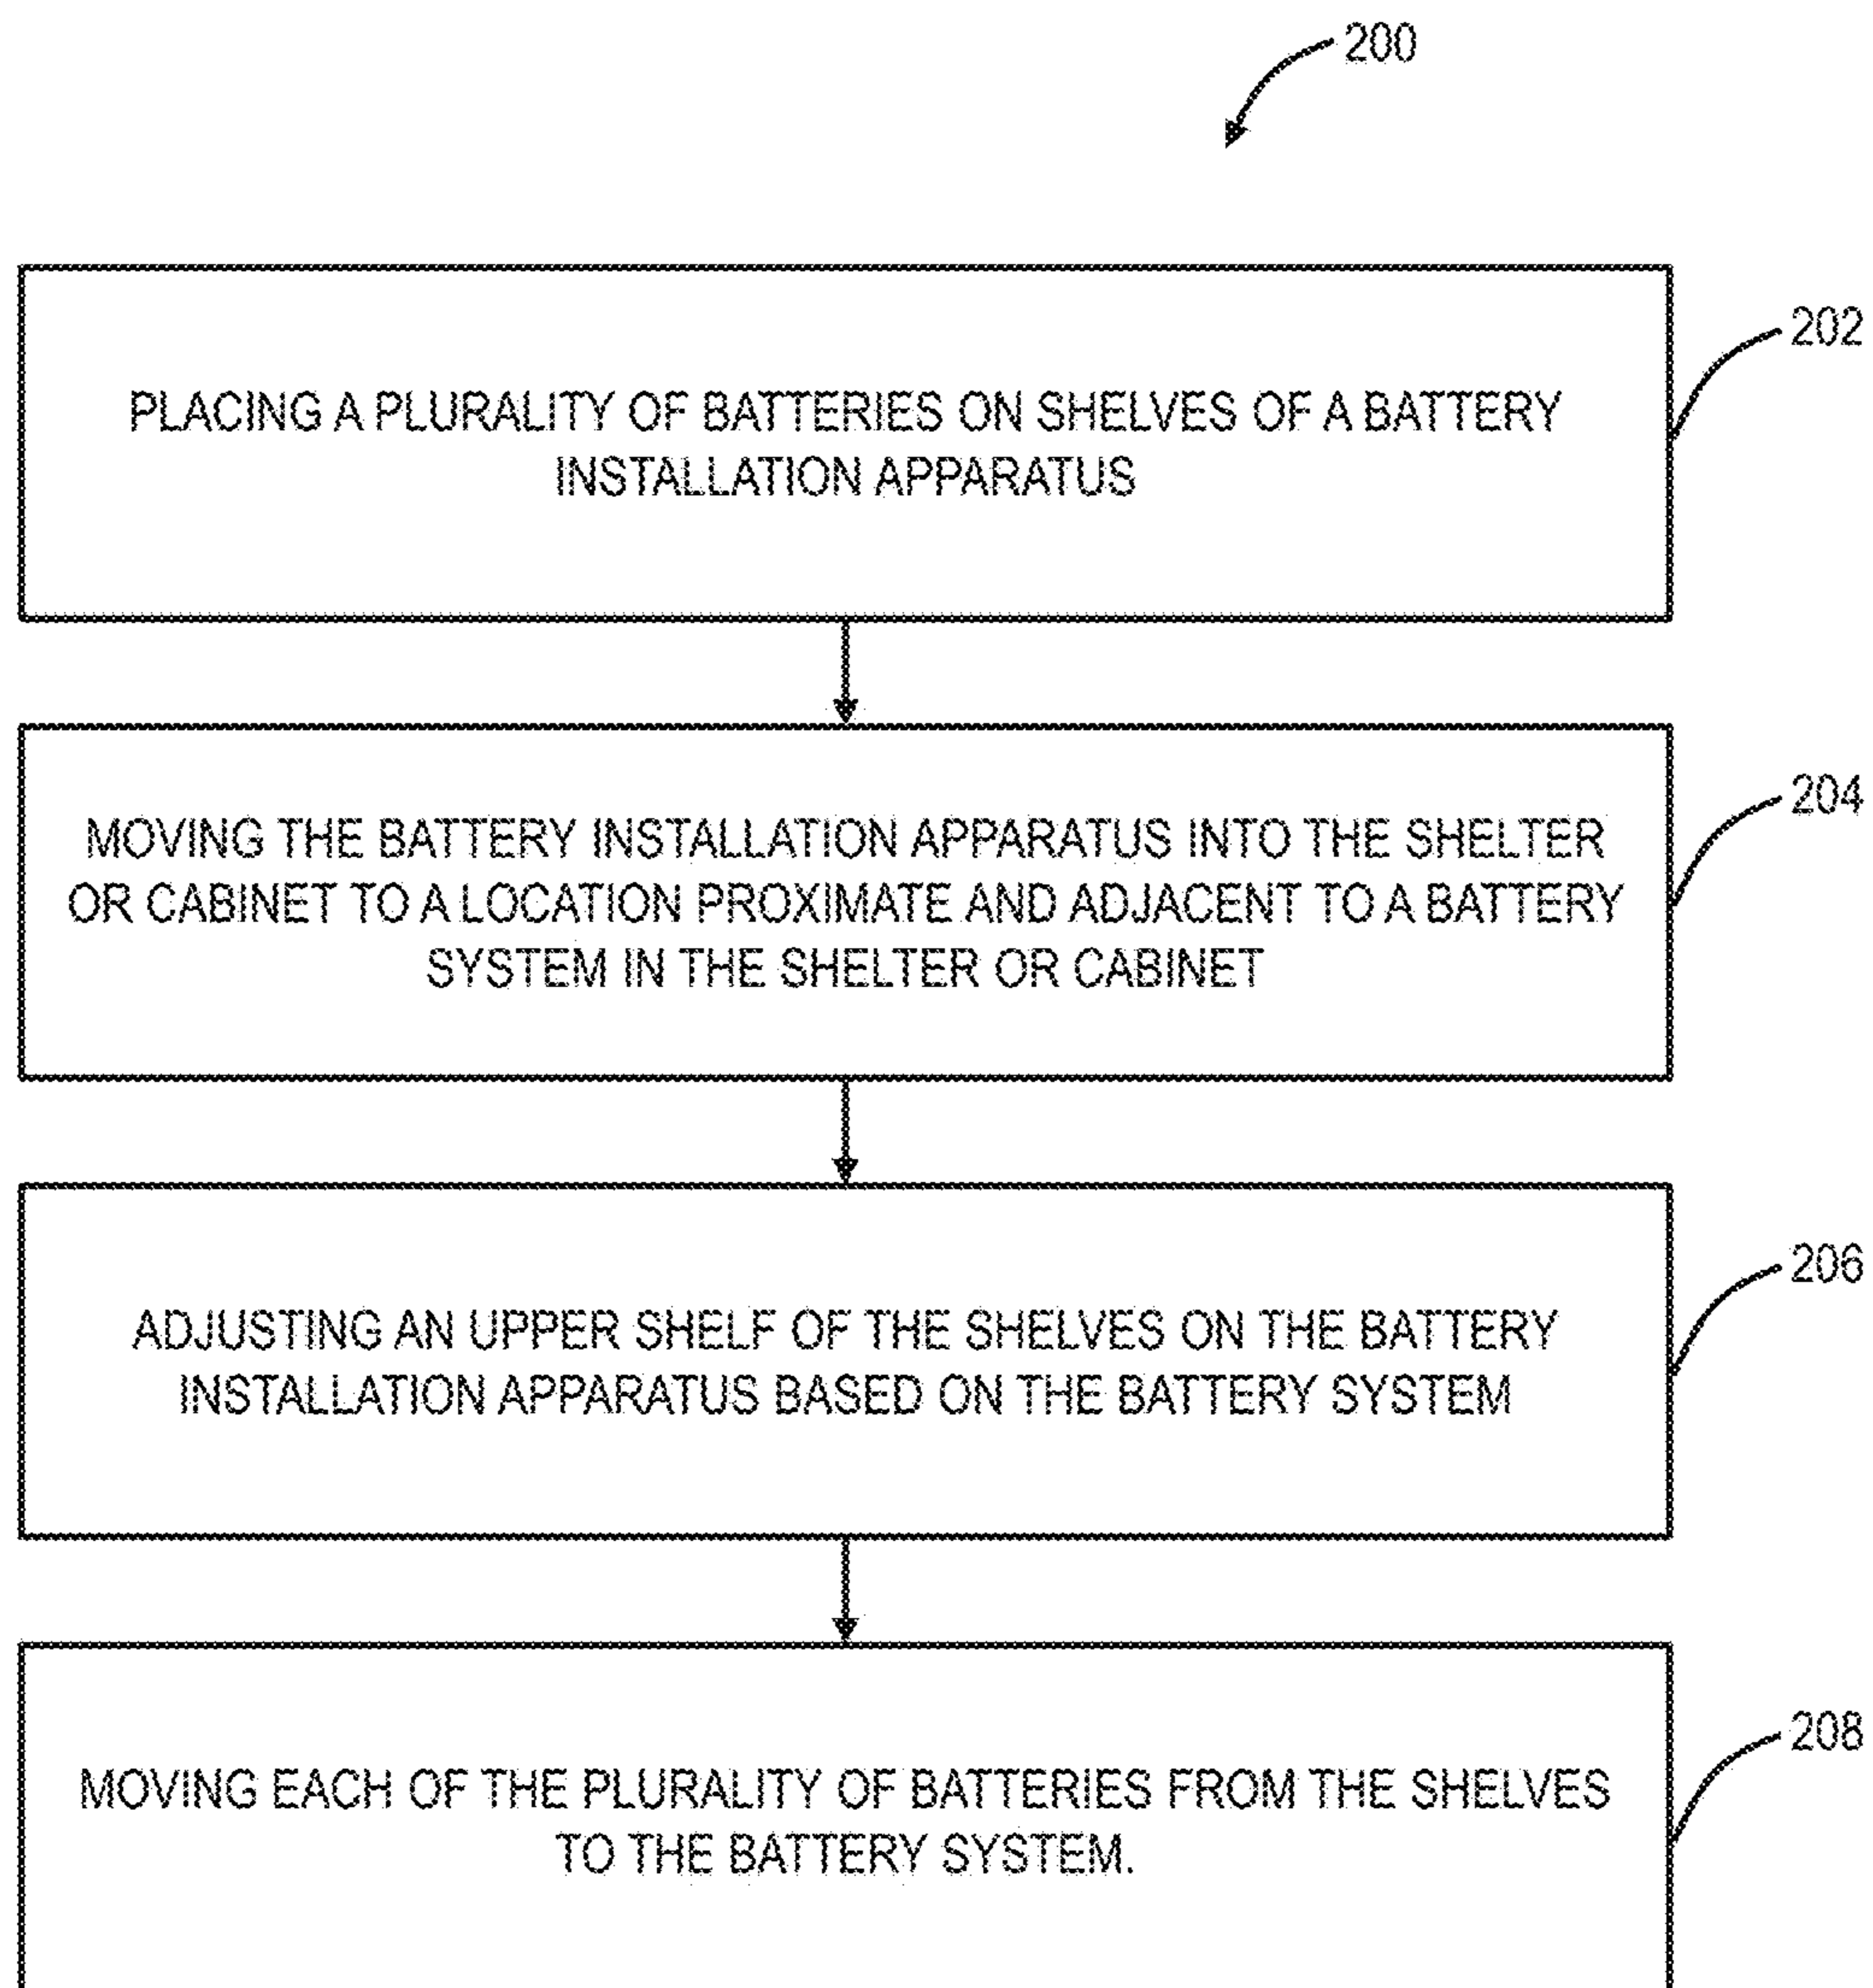 200
PLACING A PLURALITY OF BATTERIES ON SHELVES OF A BATTERY
INSTALLATION APPARATUS
202
MOVING THE BATTERY INSTALLATION APPARATUS INTO THE SHELTER
OR CABINET TO A LOCATION PROXIMATE AND ADJACENT TO A BATTERY
SYSTEM IN THE SHELTER OR CABINET
204
ADJUSTING AN UPPER SHELF OF THE SHELVES ON THE BATTERY
INSTALLATION APPARATUS BASED ON THE BATTERY SYSTEM
206
MOVING EACH OF THE PLURALITY OF BATTERIES FROM THE SHELVES
TO THE BATTERY SYSTEM.
208